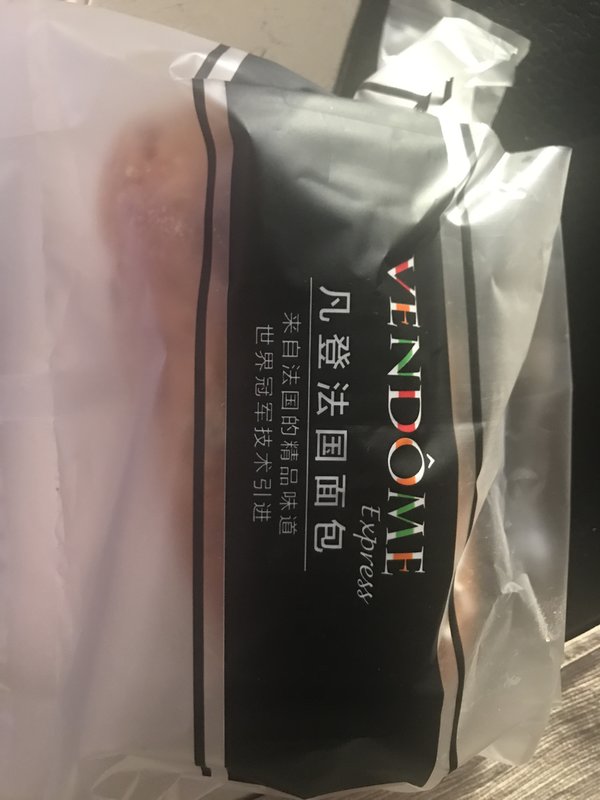 VENDÔME
Express
凡登法国面包
来自法国的精品味道
世界冠军技术引进